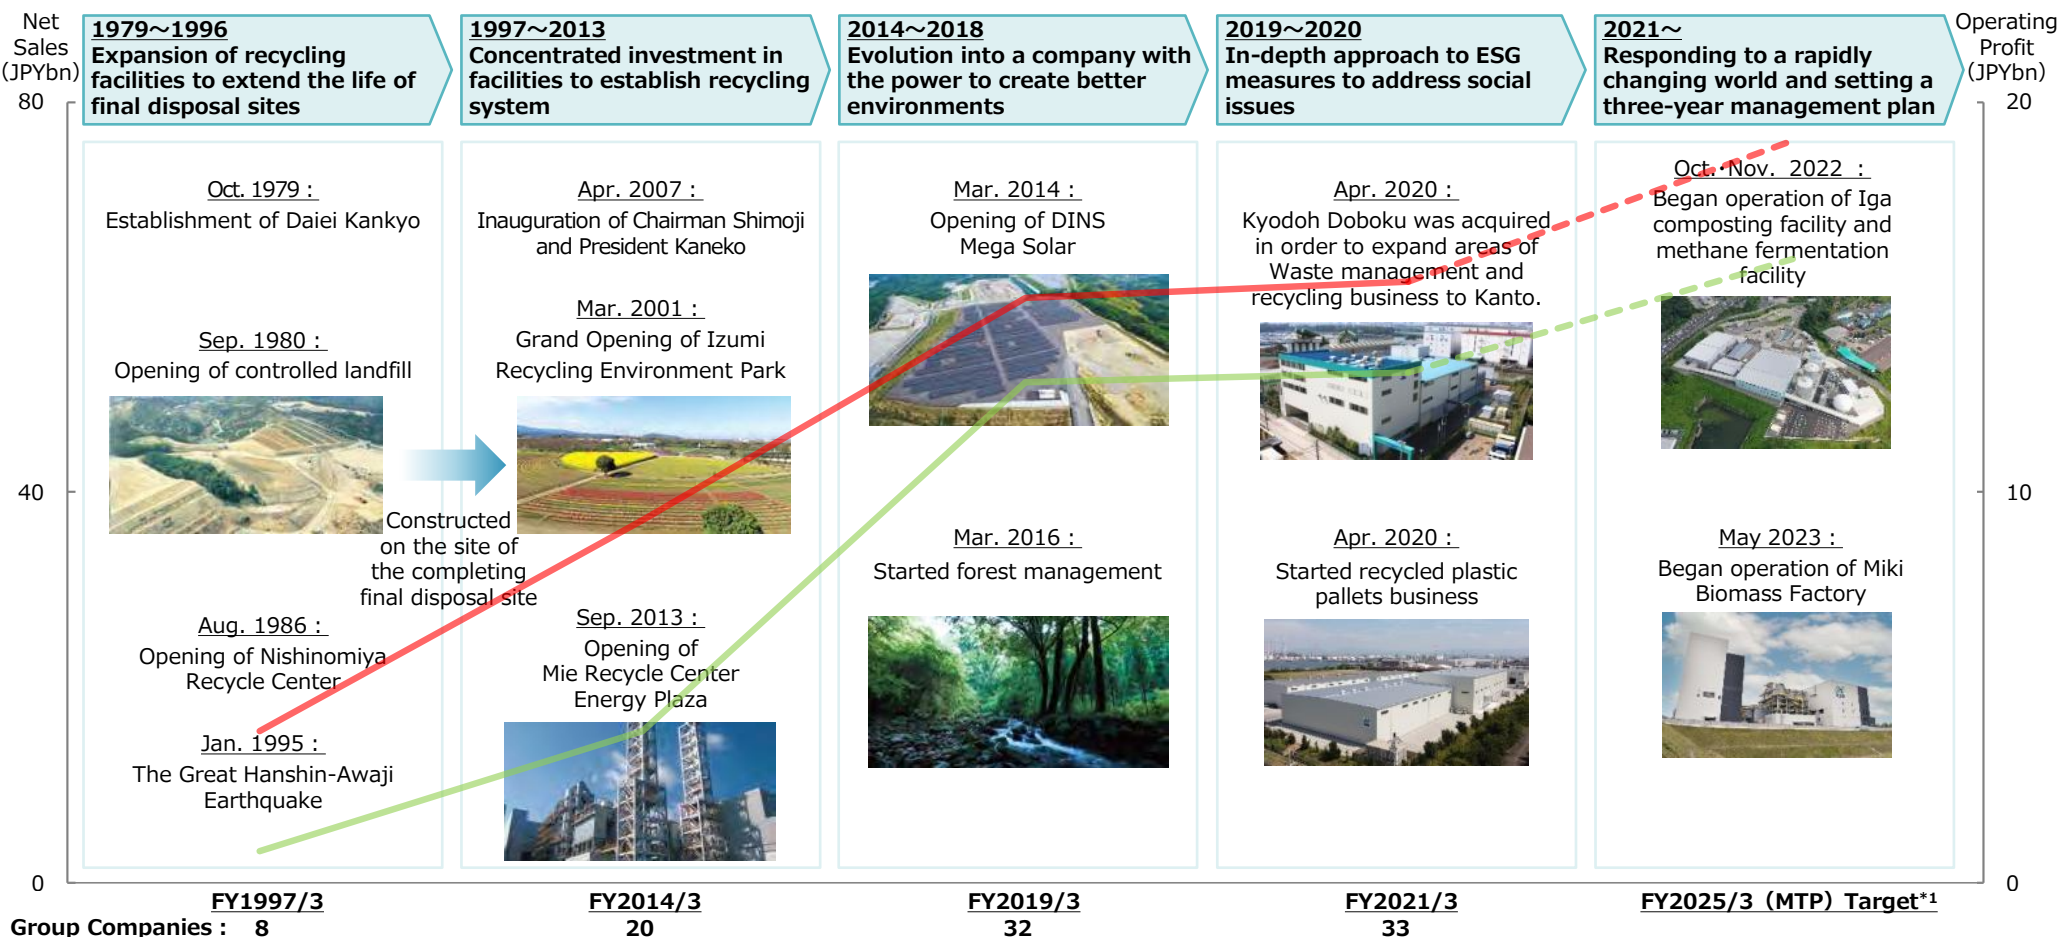 Net
Sales
(JPYbn)
80
40
0
1979～1996
Expansion of recycling
facilities to extend the life of
final disposal sites
Oct. 1979 :
Establishment of Daiei Kankyo
Sep. 1980 :
Opening of controlled landfill
Aug. 1986 :
Opening of Nishinomiya
Recycle Center
Jan. 1995 :
The Great Hanshin-Awaji
Earthquake
Constructed
on the site of
the completing
final disposal site
1997～2013
Concentrated investment in
facilities to establish recycling
system
Apr. 2007 :
Inauguration of Chairman Shimoji
and President Kaneko
Mar. 2001 :
Grand Opening of Izumi
Recycling Environment Park
Sep. 2013 :
Opening of
Mie Recycle Center
Energy Plaza
2014～2018
Evolution into a company with
the power to create better
environments
Mar. 2014 :
Opening of DINS
Mega Solar
Mar. 2016 :
Started forest management
2019～2020
In-depth approach to ESG
measures to address social
issues
Apr. 2020 :
Kyodoh Doboku was acquired
in order to expand areas of
Waste management and
recycling business to Kanto.
Apr. 2020 :
Started recycled plastic
pallets business
2021～
Responding to a rapidly
changing world and setting a
three-year management plan
Oct.･Nov. 2022 :
Began operation of Iga
composting facility and
methane fermentation
facility
May 2023 :
Began operation of Miki
Biomass Factory
Operating
Profit
(JPYbn)
20
10
0
FY1997/3 FY2014/3 FY2019/3 FY2021/3 FY2025/3（MTP）Target*1
Group Companies : 8 20 32 33